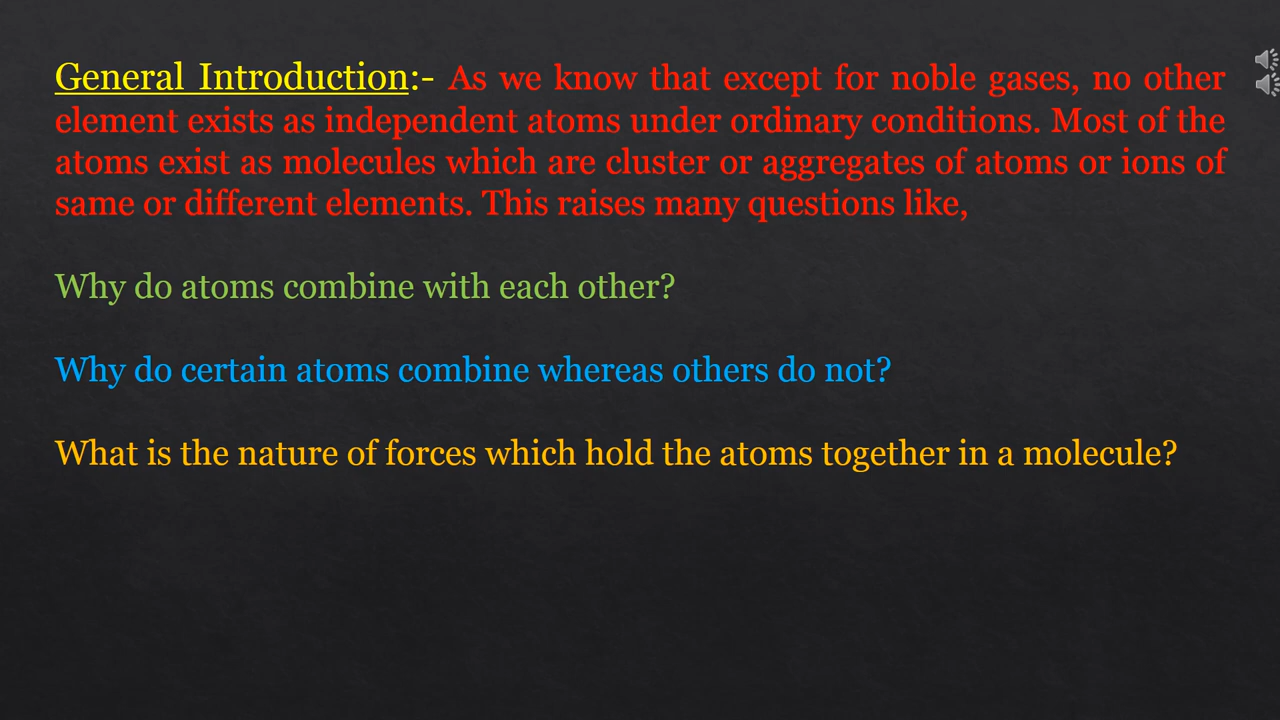 General Introduction:- As we know that except for noble gases, no other
element exists as independent atoms under ordinary conditions. Most of the
atoms exist as molecules which are cluster or aggregates of atoms or ions of
same or different elements. This raises many questions like,
Why do atoms combine with each other?
Why do certain atoms combine whereas others do not?
What is the nature of forces which hold the atoms together in a molecule?